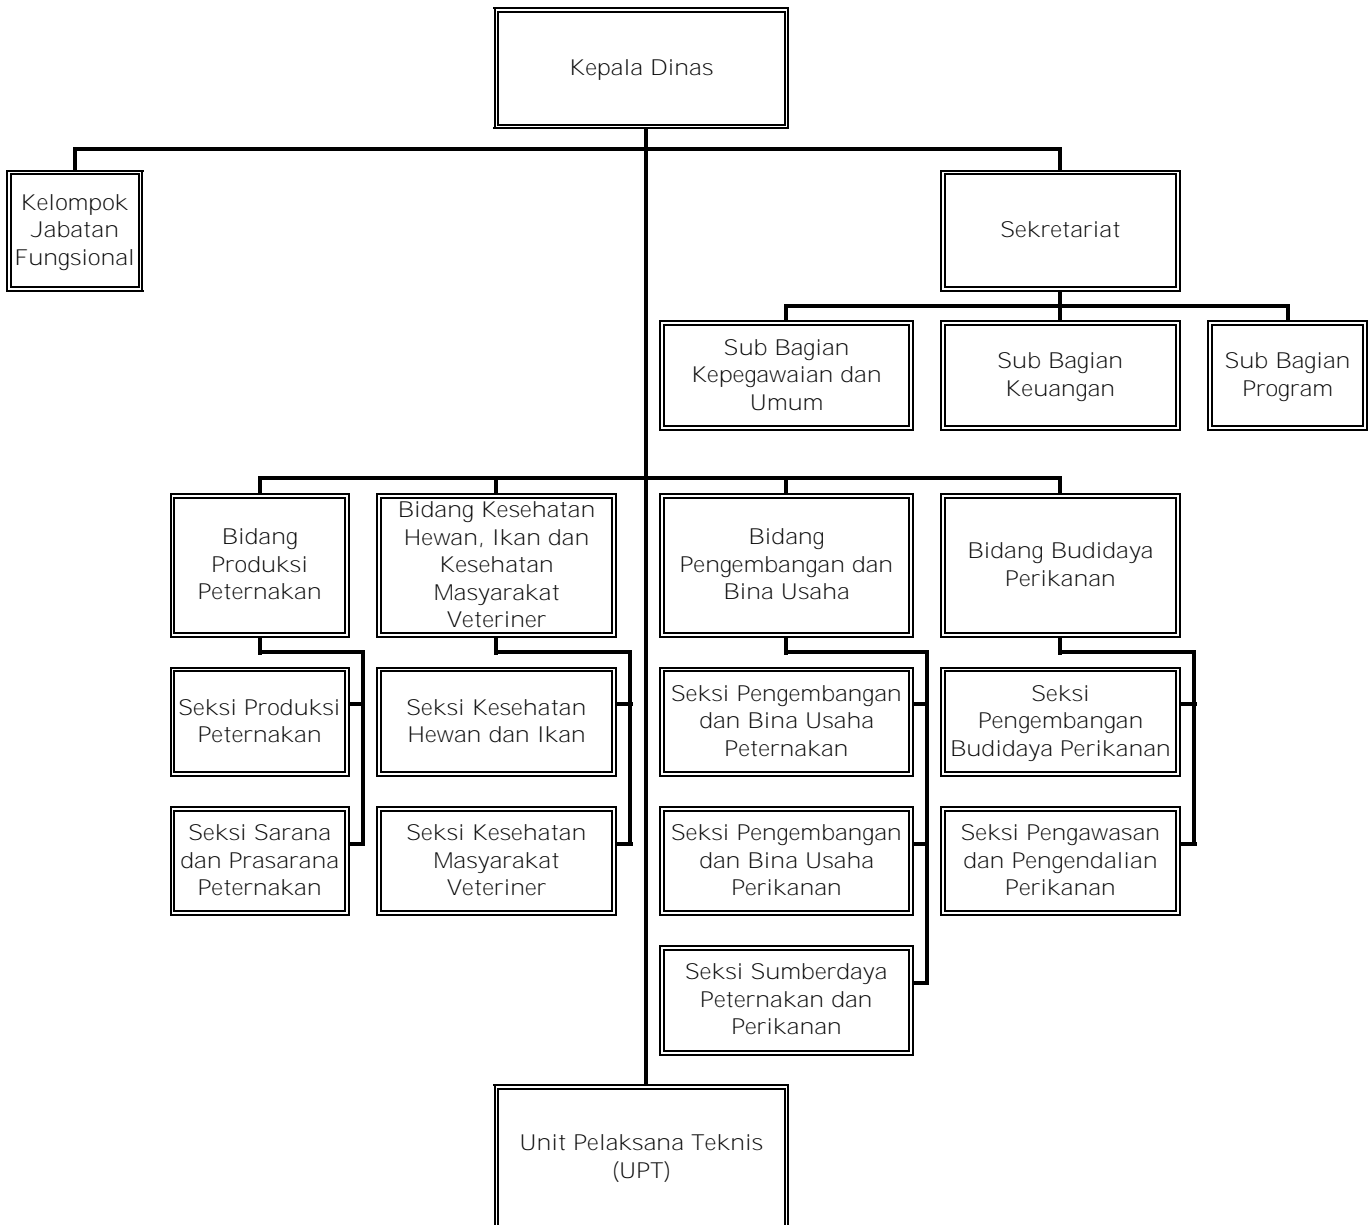 Kepala Dinas
Kelompok
Jabatan
Fungsional
Sekretariat
Sub Bagian
Kepegawaian dan
Umum
Sub Bagian
Keuangan
Sub Bagian
Program
Bidang
Produksi
Peternakan
Bidang Kesehatan
Hewan, Ikan dan
Kesehatan
Masyarakat
Veteriner
Bidang
Pengembangan dan
Bina Usaha
Bidang Budidaya
Perikanan
Seksi Produksi
Peternakan
Seksi Kesehatan
Hewan dan Ikan
Seksi Pengembangan
dan Bina Usaha
Peternakan
Seksi
Pengembangan
Budidaya Perikanan
Seksi Sarana
dan Prasarana
Peternakan
Seksi Kesehatan
Masyarakat
Veteriner
Seksi Pengembangan
dan Bina Usaha
Perikanan
Seksi Pengawasan
dan Pengendalian
Perikanan
Seksi Sumberdaya
Peternakan dan
Perikanan
Unit Pelaksana Teknis
(UPT)